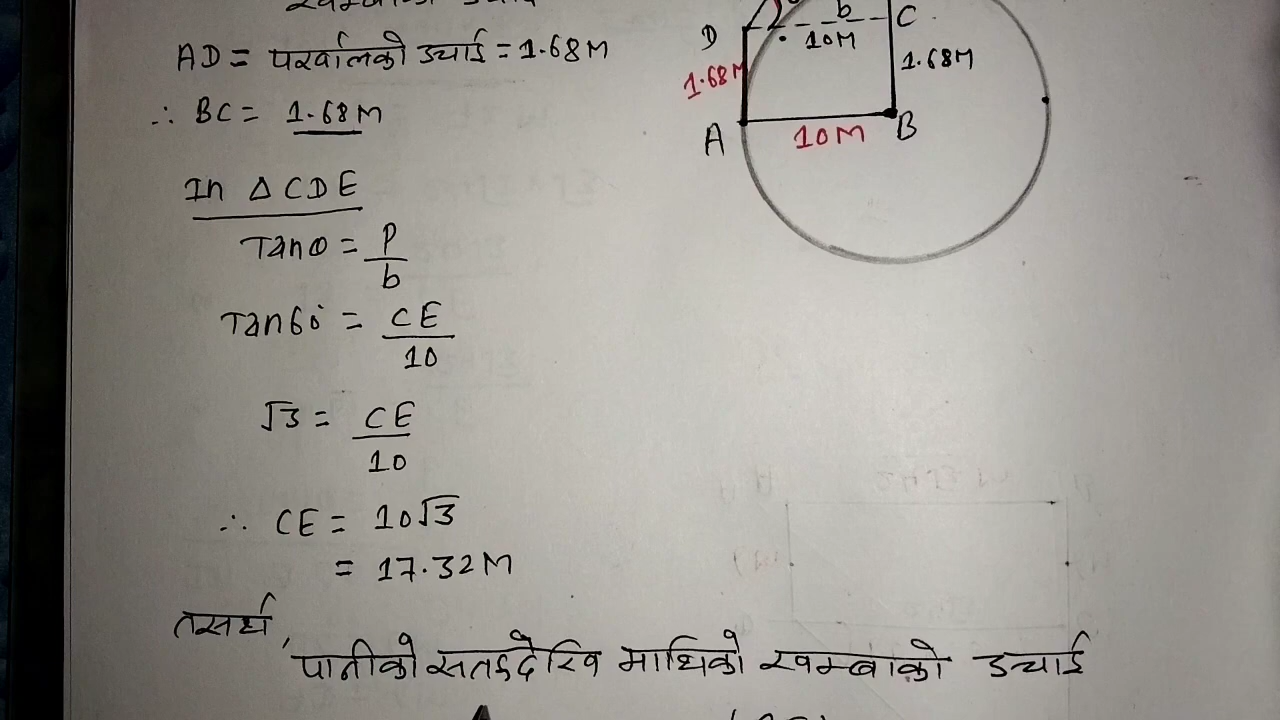 AD = पर्खालको उचाई = 1.68M
∴ BC = 1.68M
In Δ CDE
Tanθ = P/b
Tan60° = CE/10
√3 = CE/10
∴ CE = 10√3
= 17.32M
तसर्थ,
पानीको सतहदेखि माथिको खम्बाको उचाई
D
b
C
10M
1.68M
1.68M
A
10M
B